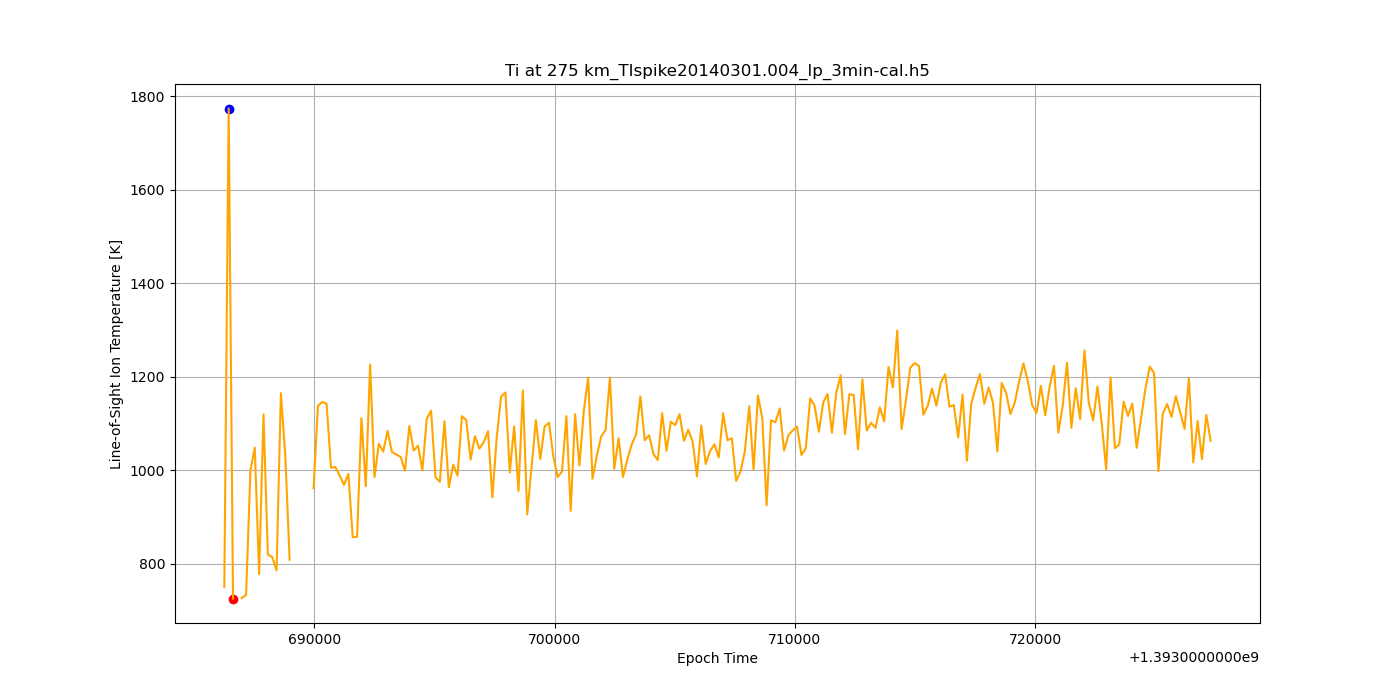 Ti at 275 km_TIspike20140301.004_lp_3min-cal.h5
Line-of-Sight Ion Temperature [K]
1800
1600
1400
1200
1000
800
690000
700000
710000
720000
Epoch Time
+1.3930000000e9